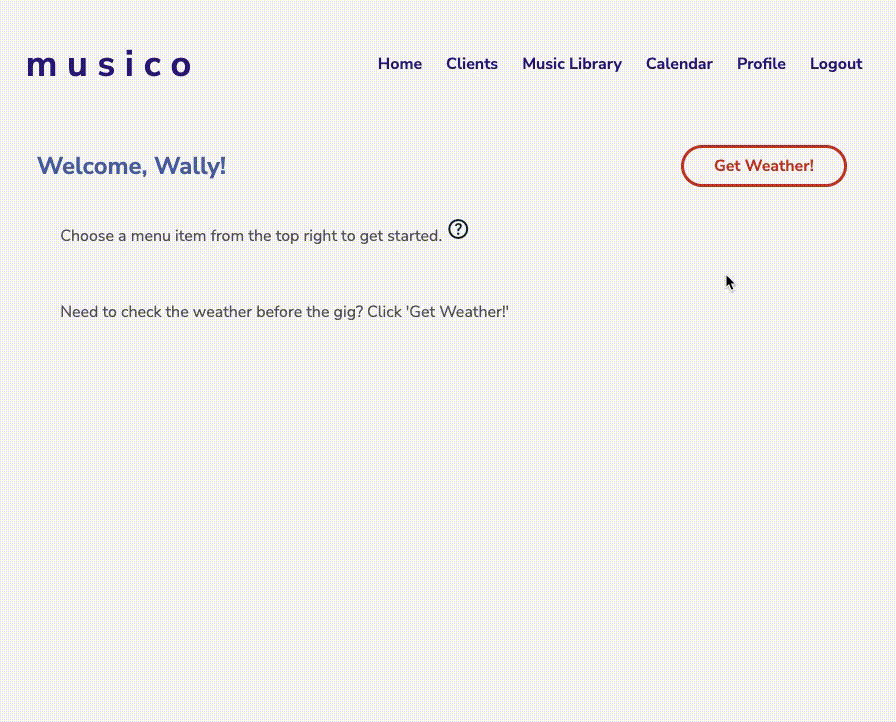 musico
Home Clients Music Library Calendar Profile Logout
Welcome, Wally!
Get Weather!
Choose a menu item from the top right to get started. ?
Need to check the weather before the gig? Click 'Get Weather!'